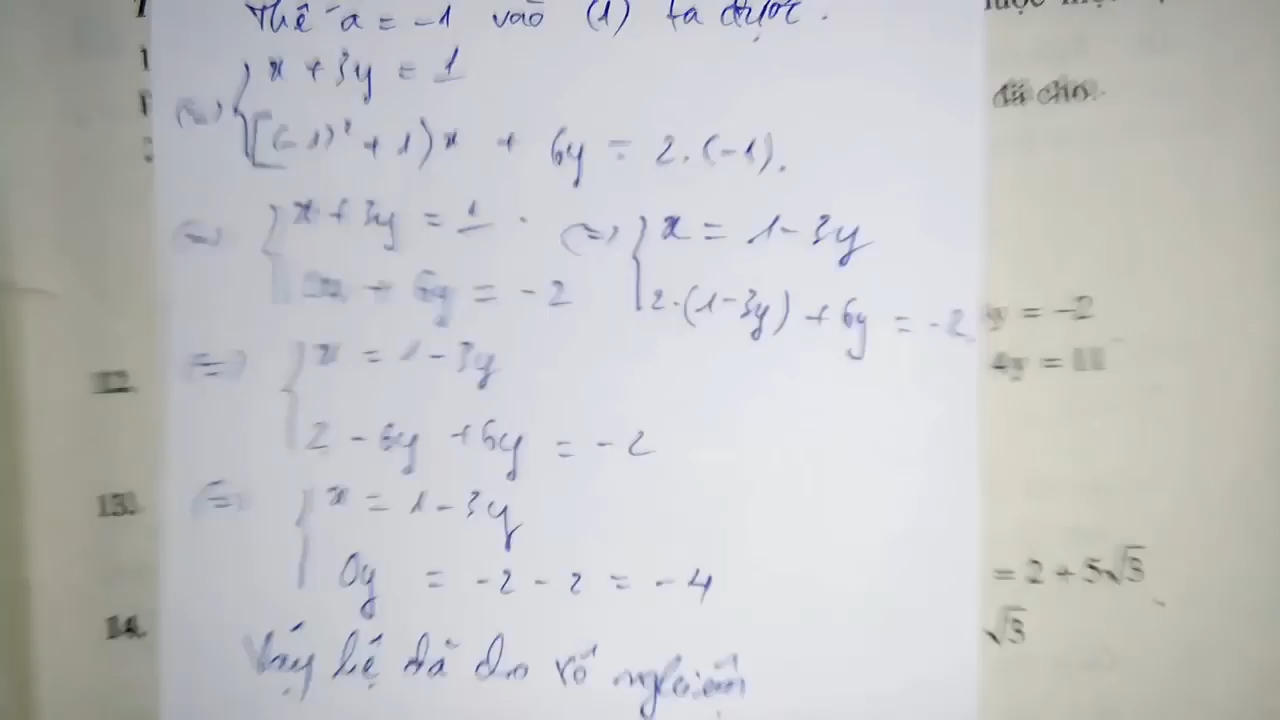 Thế a = -1 vào (1) ta được.
<=> { x + 3y = 1
[(-1)² + 1)x + 6y = 2.(-1).
<=> { x + 3y = 1 . <=> { x = 1 - 3y
2x + 6y = -2 2.(1-3y) + 6y = -2
<=> { x = 1 - 3y
2 - 6y + 6y = -2
<=> { x = 1 - 3y
0y = -2 - 2 = -4
Vậy hệ đã cho vô nghiệm
đã cho.
y = -2
4y = 11
12.
13.
= 2 + 5√3
14.
√3